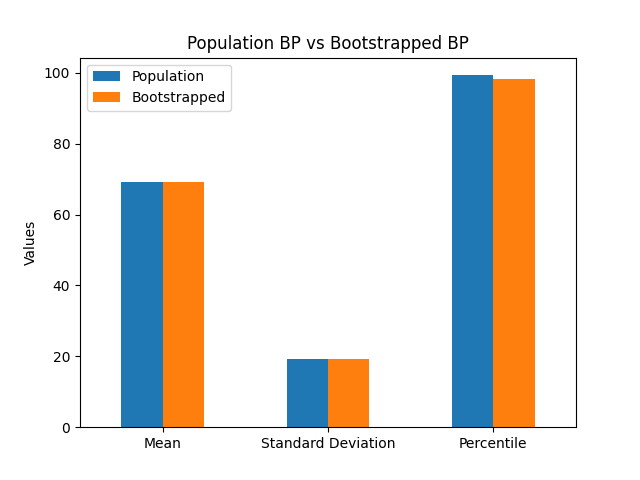 Population BP vs Bootstrapped BP
Population
Bootstrapped
Values
100
80
60
40
20
0
Mean
Standard Deviation
Percentile